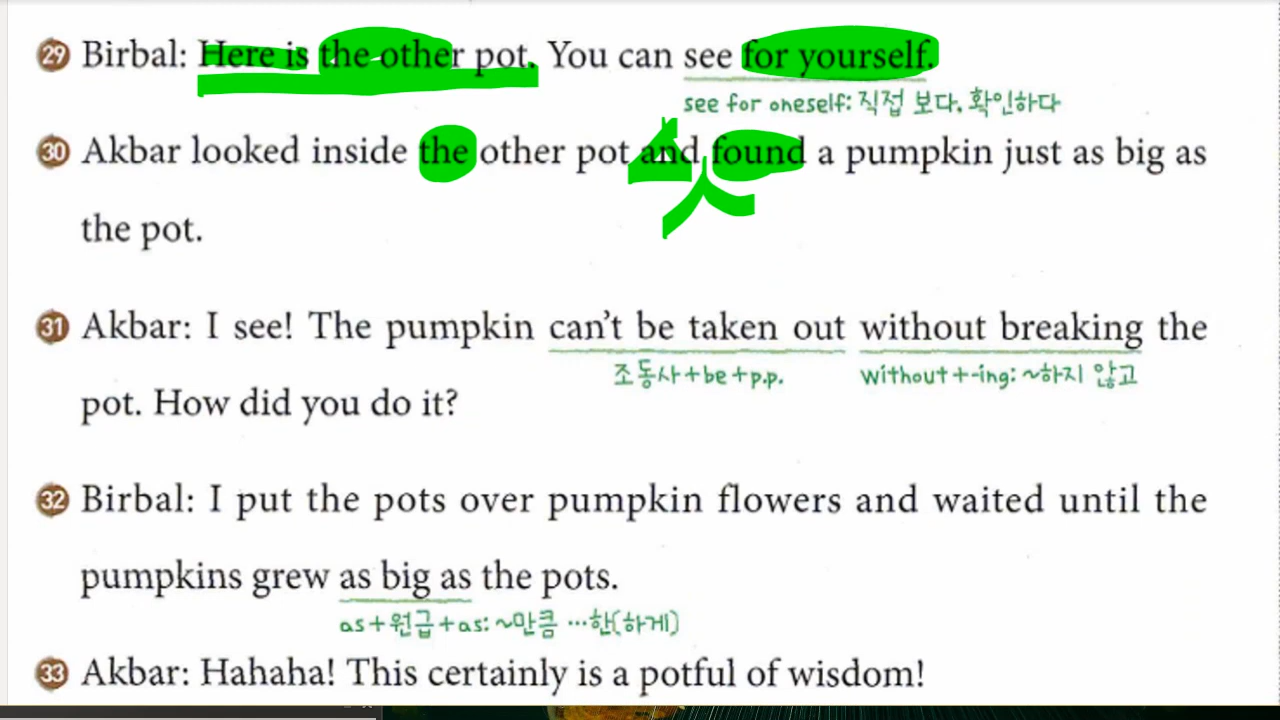 29 Birbal: Here is the other pot. You can see for yourself.
see for oneself: 직접 보다, 확인하다
30 Akbar looked inside the other pot and found a pumpkin just as big as
the pot.
31 Akbar: I see! The pumpkin can't be taken out without breaking the
조동사+be+p.p. without+-ing: ~하지 않고
pot. How did you do it?
32 Birbal: I put the pots over pumpkin flowers and waited until the
pumpkins grew as big as the pots.
as+원급+as: ~만큼 …한(하게)
33 Akbar: Hahaha! This certainly is a potful of wisdom!